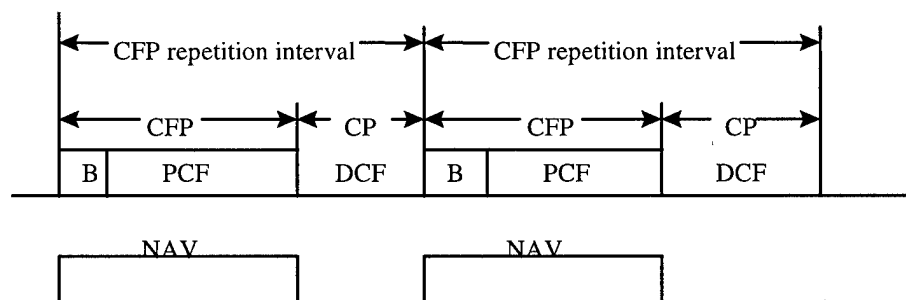 CFP repetition interval CFP repetition interval
CFP CP CFP CP
B PCF DCF B PCF DCF
NAV NAV